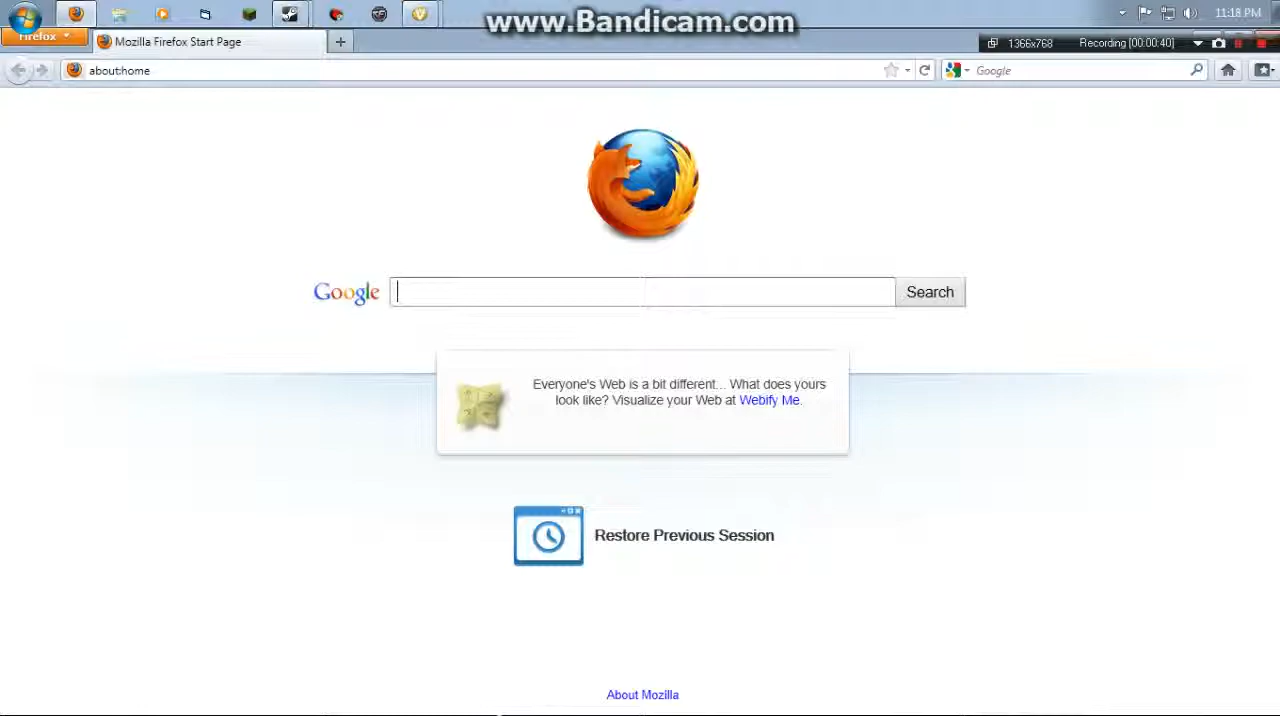 www.Bandicam.com
11:18 PM
Firefox
Mozilla Firefox Start Page
1366x768
Recording [00:00:40]
about:home
Google
Google
Search
Everyone's Web is a bit different... What does yours
look like? Visualize your Web at Webify Me.
Restore Previous Session
About Mozilla